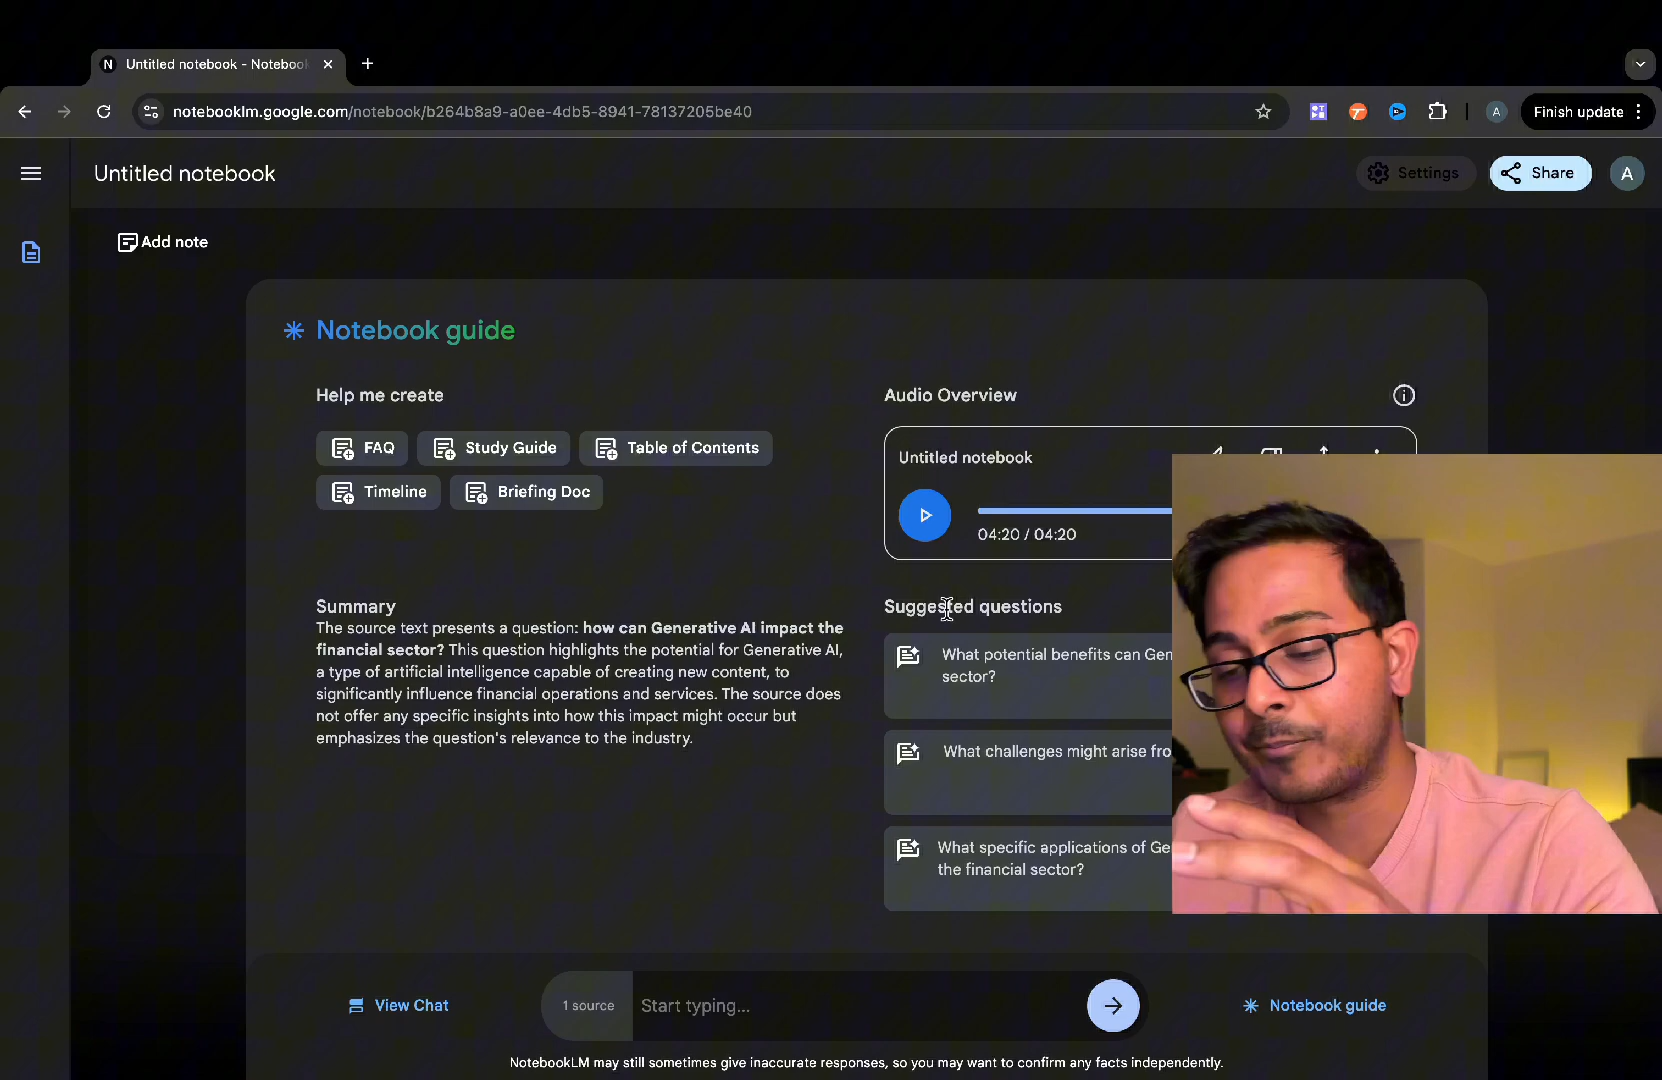 Untitled notebook - Noteboo
notebooklm.google.com/notebook/b264b8a9-a0ee-4db5-8941-78137205be40
A
Finish update
Untitled notebook
Settings
Share
A
Add note
Notebook guide
Help me create
FAQ
Study Guide
Table of Contents
Timeline
Briefing Doc
Audio Overview
Untitled notebook
04:20 / 04:20
Summary
The source text presents a question: how can Generative AI impact the
financial sector? This question highlights the potential for Generative AI,
a type of artificial intelligence capable of creating new content, to
significantly influence financial operations and services. The source does
not offer any specific insights into how this impact might occur but
emphasizes the question's relevance to the industry.
Suggested questions
What potential benefits can Gen
sector?
What challenges might arise fro
What specific applications of Ge
the financial sector?
View Chat
1 source
Start typing...
Notebook guide
NotebookLM may still sometimes give inaccurate responses, so you may want to confirm any facts independently.